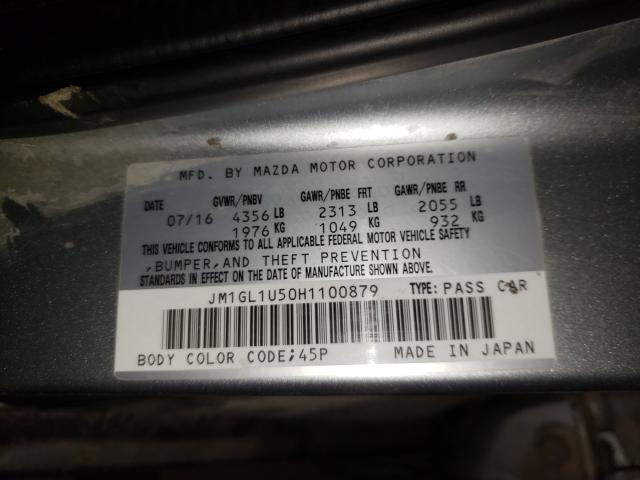 MFD. BY MAZDA MOTOR CORPORATION
DATE GVWR/PNBV GAWR/PNBE FRT GAWR/PNBE RR
07/16 4356 LB 2313 LB 2055 LB
1976 KG 1049 KG 932 KG
THIS VEHICLE CONFORMS TO ALL APPLICABLE FEDERAL MOTOR VEHICLE SAFETY
,BUMPER,AND THEFT PREVENTION
STANDARDS IN EFFECT ON THE DATE OF MANUFACTURE SHOWN ABOVE.
JM1GL1U50H1100879 TYPE: PASS CAR
BODY COLOR CODE;45P MADE IN JAPAN